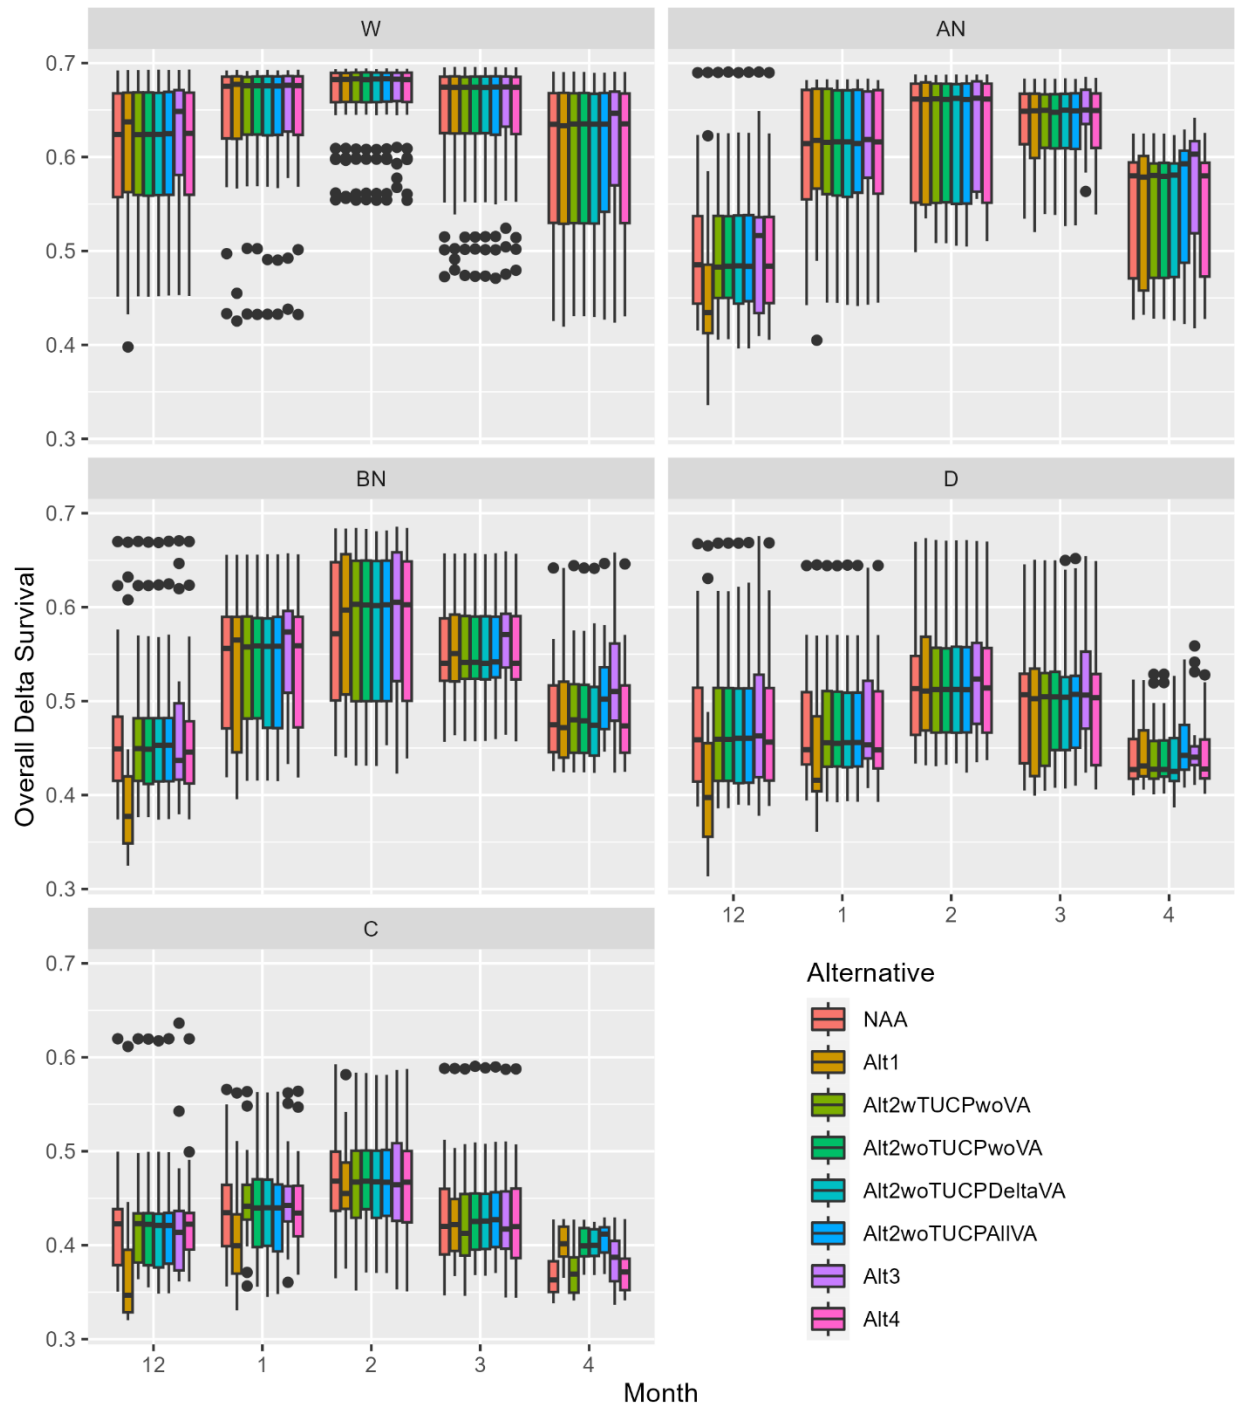 W
AN
0.7
0.6
0.5
0.4
0.3
BN
D
0.7
0.6
0.5
0.4
0.3
12 1 2 3 4
C
0.7
0.6
0.5
0.4
0.3
12 1 2 3 4
Overall Delta Survival
Month
Alternative
NAA
Alt1
Alt2wTUCPwoVA
Alt2woTUCPwoVA
Alt2woTUCPDeltaVA
Alt2woTUCPAllVA
Alt3
Alt4